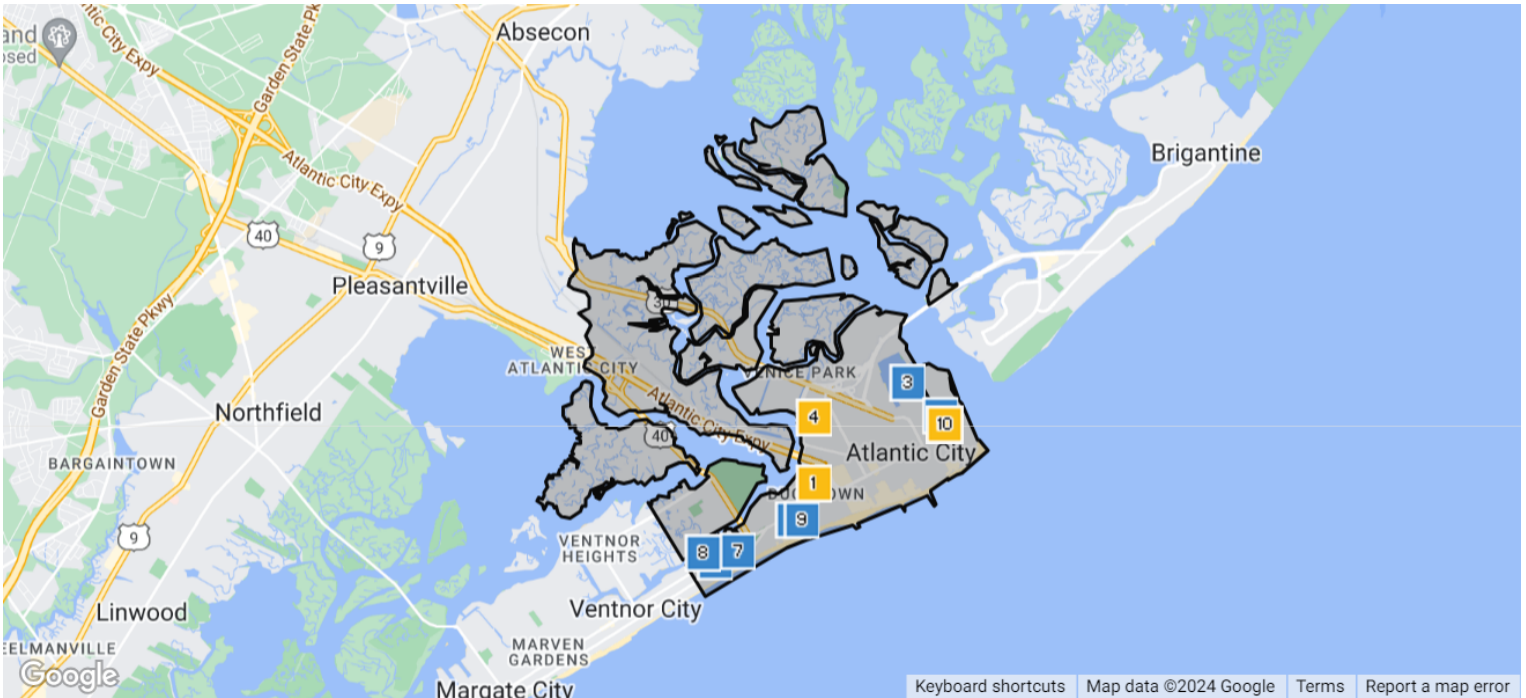 Absecon
and
osed
Atlantic City Expy
Garden State Pkwy
Brigantine
Atlantic City Expy
40
9
Pleasantville
30
WEST
ATLANTIC CITY
VENICE PARK
3
Garden State Pkwy
Atlantic City Expy
4
10
Northfield
40
Atlantic City
BARGAINTOWN
1
9
9
VENTNOR
HEIGHTS
8
7
Linwood
Ventnor City
EELMANVILLE
MARVEN
GARDENS
Google
Margate City
Keyboard shortcuts
Map data ©2024 Google
Terms
Report a map error